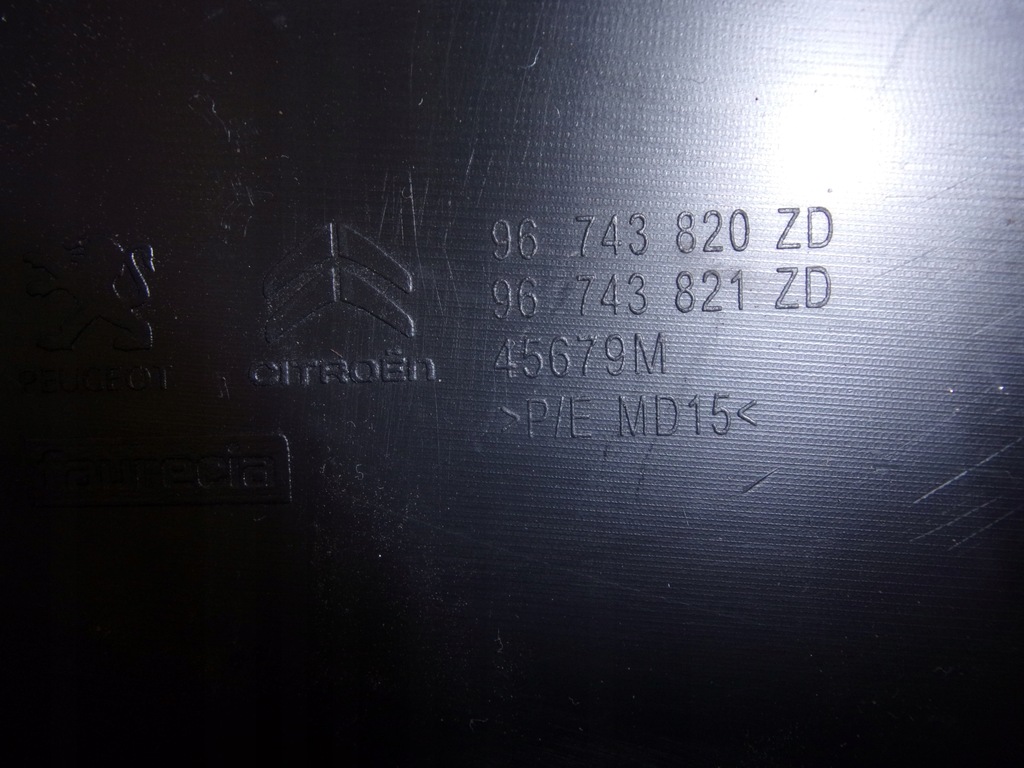 96 743 820 ZD
96 743 821 ZD
45679M
>P/E MD15<
PEUGEOT
CITROËN
faurecia